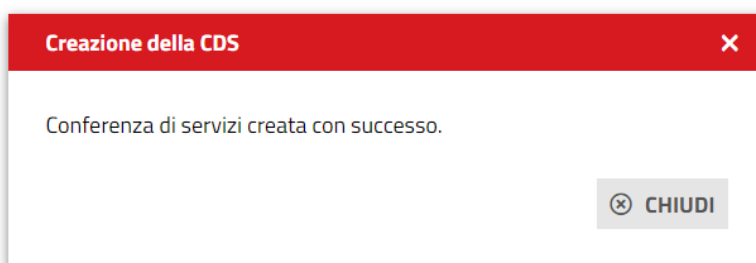 Creazione della CDS
Conferenza di servizi creata con successo.
CHIUDI